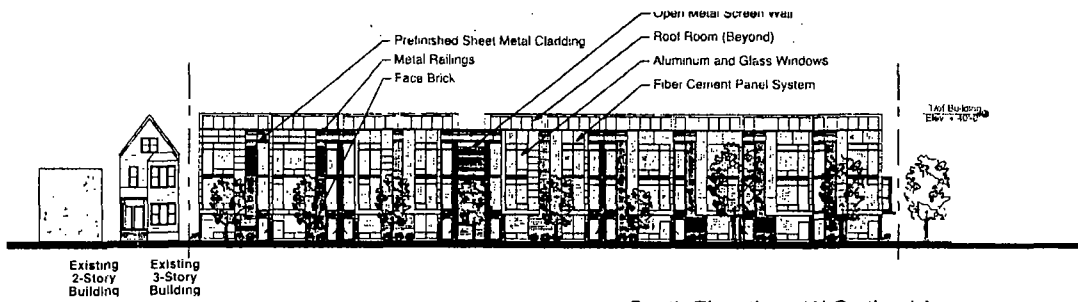 Open Metal Screen Wall
Prefinished Sheet Metal Cladding
Roof Room (Beyond)
Metal Railings
Aluminum and Glass Windows
Face Brick
Fiber Cement Panel System
T/of Building
Elev
Existing
2-Story
Building
Existing
3-Story
Building